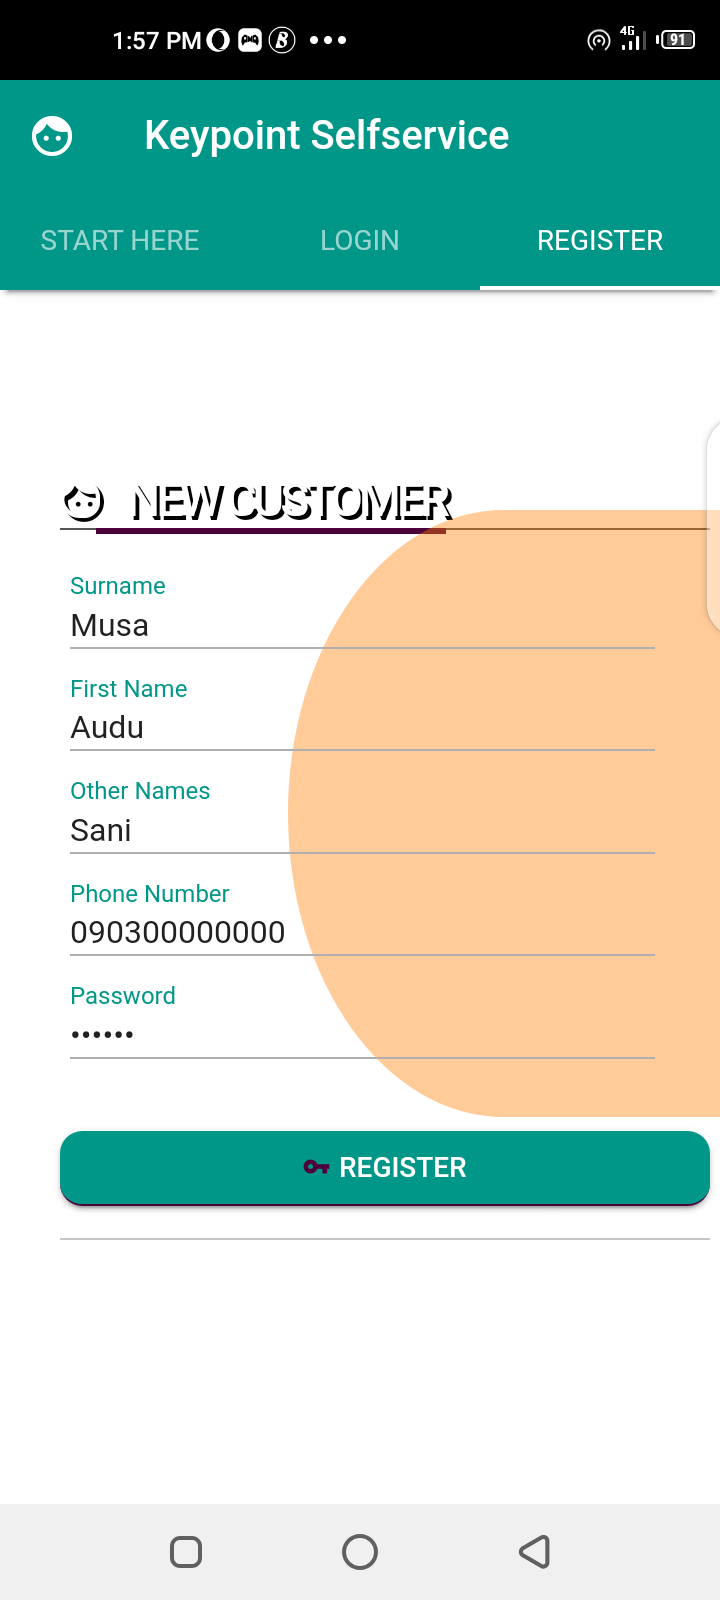 1:57 PM B 4G 91
Keypoint Selfservice
START HERE LOGIN REGISTER
NEW CUSTOMER
Surname
Musa
First Name
Audu
Other Names
Sani
Phone Number
090300000000
Password
••••••
REGISTER